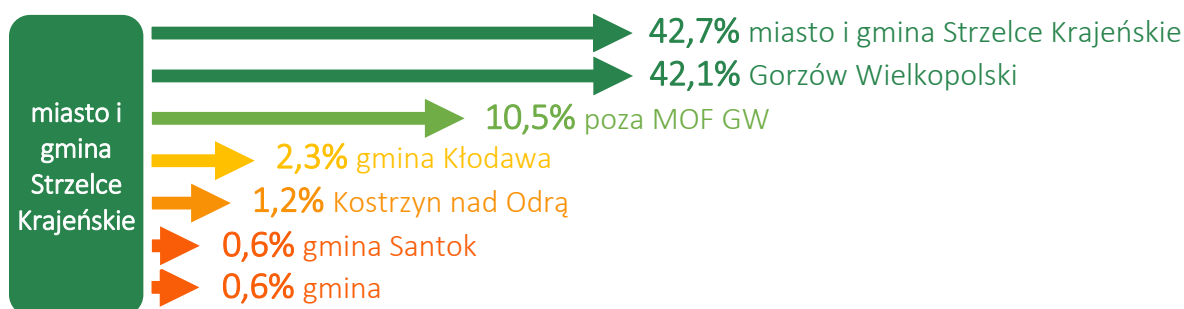 miasto i
gmina
Strzelce
Krajeńskie
42,7% miasto i gmina Strzelce Krajeńskie
42,1% Gorzów Wielkopolski
10,5% poza MOF GW
2,3% gmina Kłodawa
1,2% Kostrzyn nad Odrą
0,6% gmina Santok
0,6% gmina